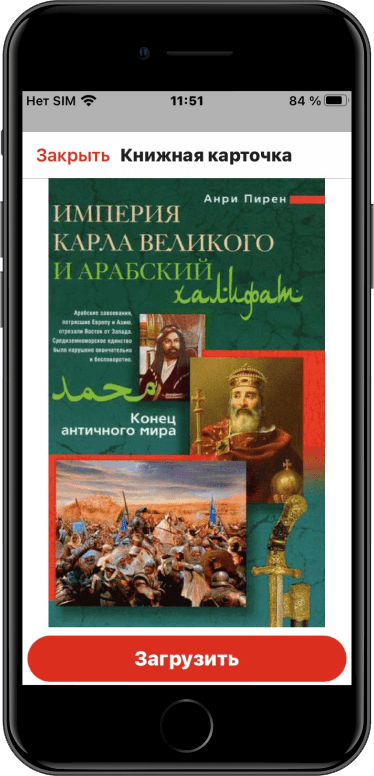 Нет SIM 11:51 84 %
Закрыть Книжная карточка
Анри Пирен
ИМПЕРИЯ
КАРЛА ВЕЛИКОГО
И АРАБСКИЙ
халифат
Арабские завоевания,
потрясшие Европу и Азию,
отрезали Восток от Запада.
Средиземноморское единство
было нарушено окончательно
и бесповоротно.
محمد
Конец
античного мира
Загрузить